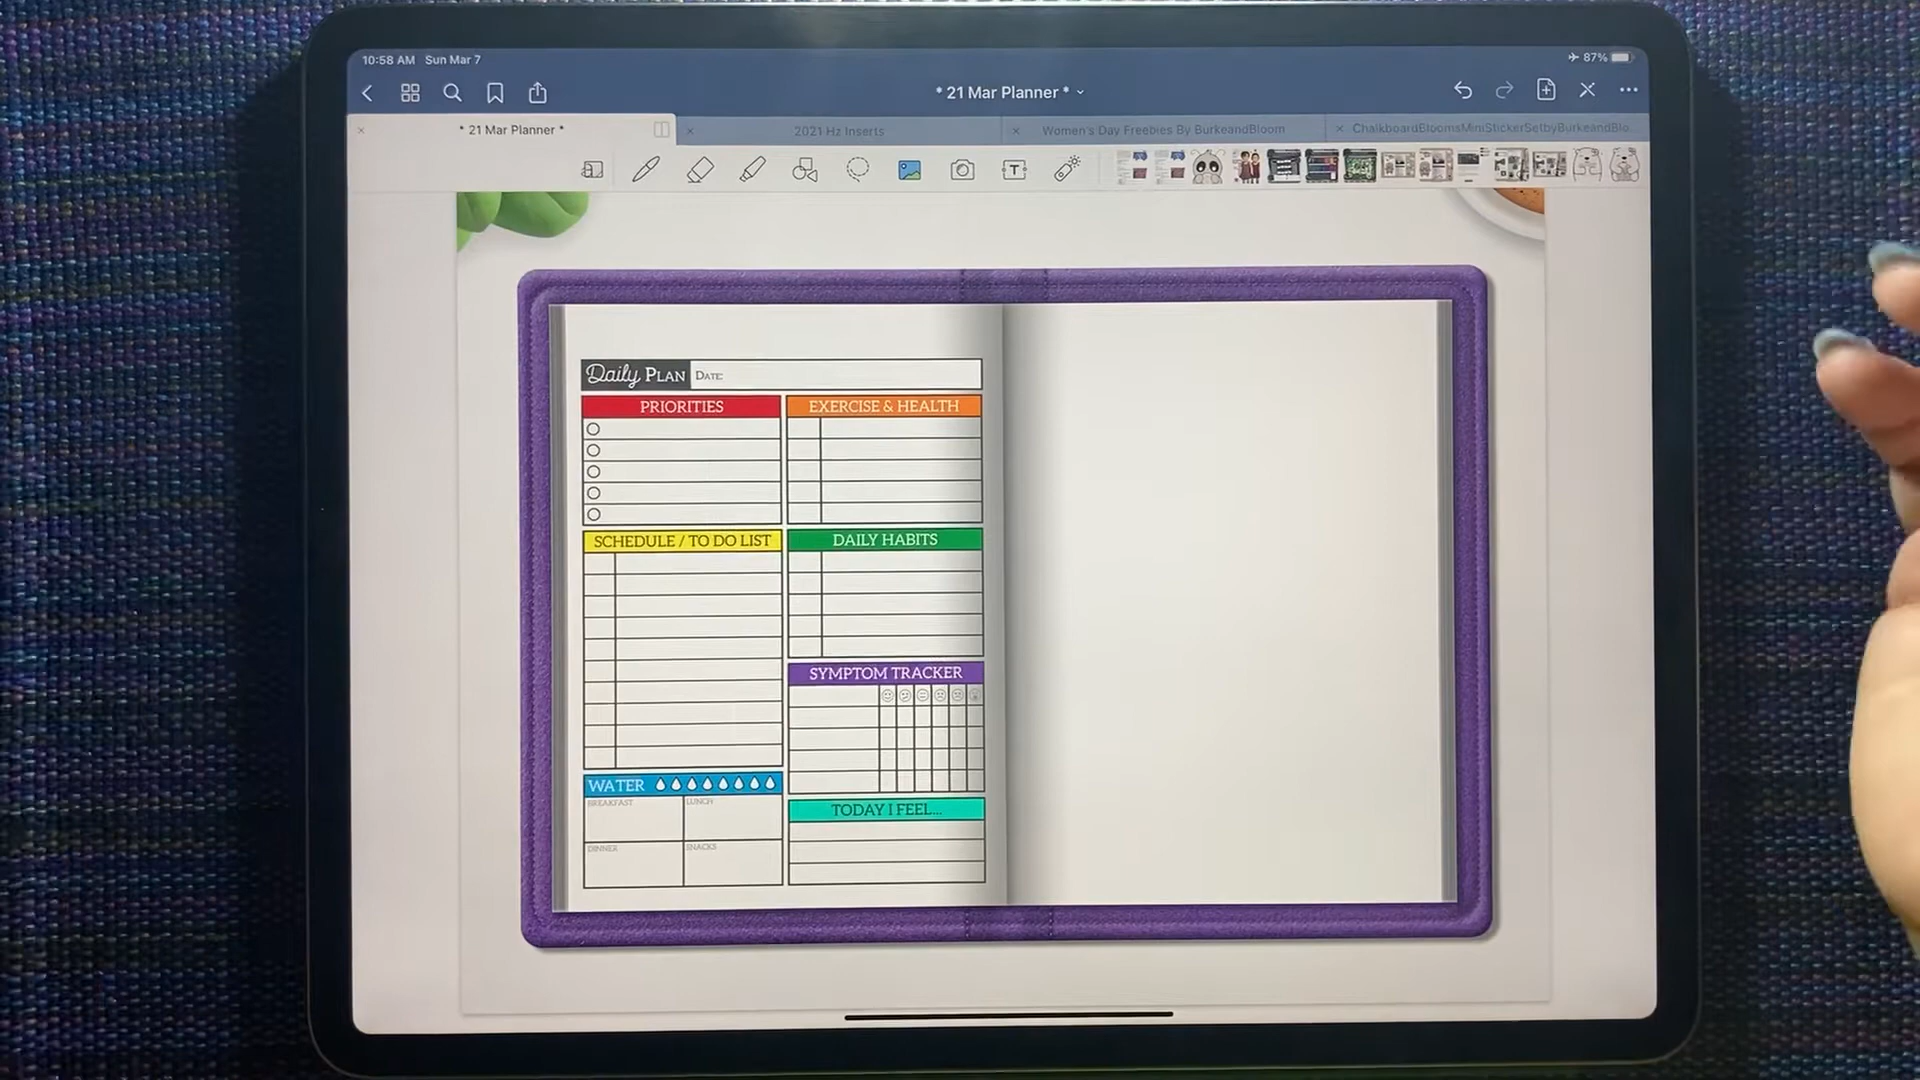 10:58 AM Sun Mar 7
87%
* 21 Mar Planner *
* 21 Mar Planner *
2021 Hz Inserts
Women's Day Freebies By BurkeandBloom
ChalkboardBloomsMiniStickerSetbyBurkeandBlo...
T
Daily PLAN DATE:
PRIORITIES
EXERCISE & HEALTH
SCHEDULE / TO DO LIST
DAILY HABITS
SYMPTOM TRACKER
WATER
BREAKFAST
LUNCH
DINNER
SNACKS
TODAY I FEEL...